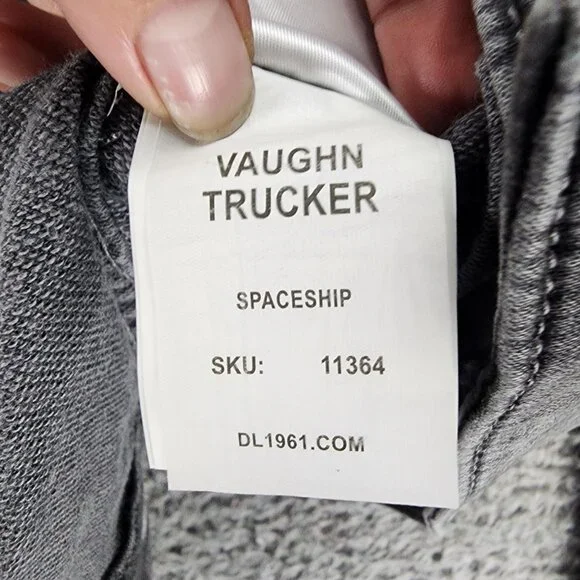 VAUGHN
TRUCKER
SPACESHIP
SKU: 11364
DL1961.COM